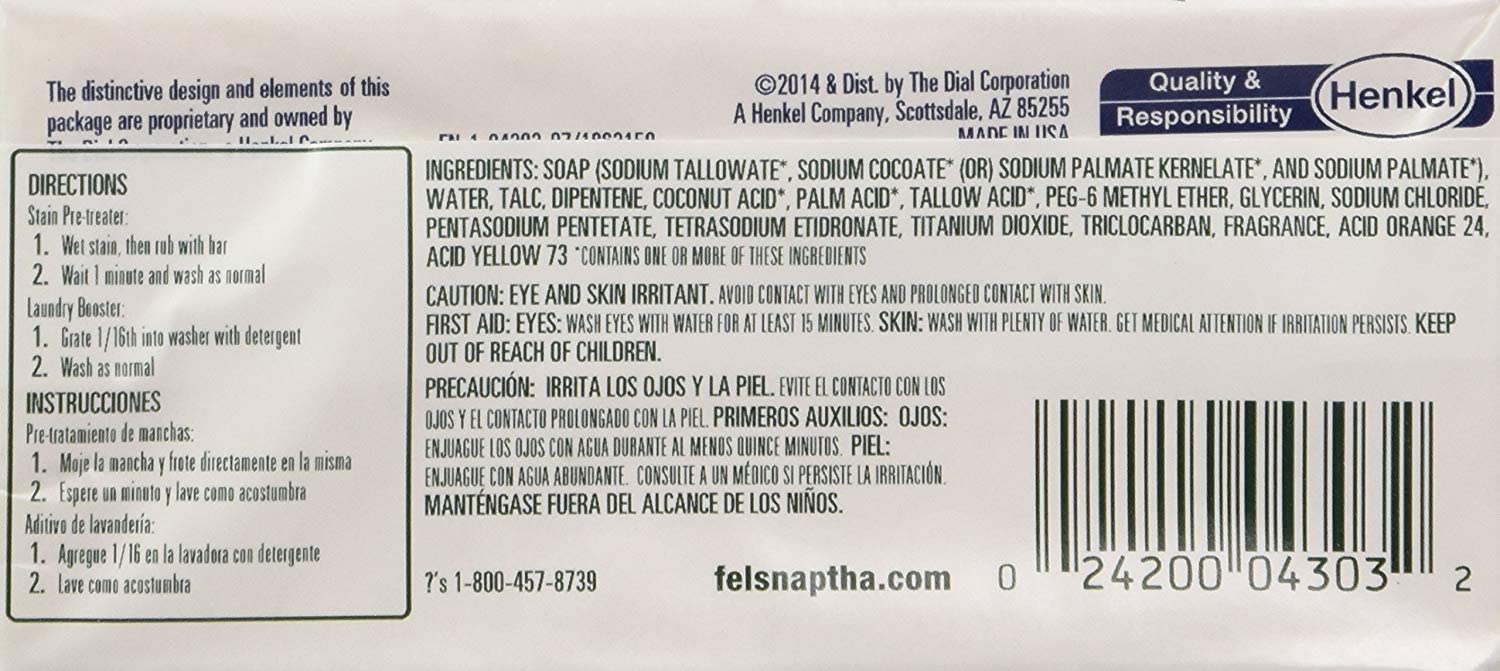 The distinctive design and elements of this
package are proprietary and owned by
©2014 & Dist. by The Dial Corporation
A Henkel Company, Scottsdale, AZ 85255
MADE IN USA
Quality &
Responsibility
Henkel
DIRECTIONS
Stain Pre-treater:
1. Wet stain, then rub with bar
2. Wait 1 minute and wash as normal
Laundry Booster:
1. Grate 1/16th into washer with detergent
2. Wash as normal
INSTRUCCIONES
Pre-tratamiento de manchas:
1. Moje la mancha y frote directamente en la misma
2. Espere un minuto y lave como acostumbra
Aditivo de lavandería:
1. Agregue 1/16 en la lavadora con detergente
2. Lave como acostumbra
INGREDIENTS: SOAP (SODIUM TALLOWATE*, SODIUM COCOATE* (OR) SODIUM PALMATE KERNELATE*, AND SODIUM PALMATE*),
WATER, TALC, DIPENTENE, COCONUT ACID*, PALM ACID*, TALLOW ACID*, PEG-6 METHYL ETHER, GLYCERIN, SODIUM CHLORIDE,
PENTASODIUM PENTETATE, TETRASODIUM ETIDRONATE, TITANIUM DIOXIDE, TRICLOCARBAN, FRAGRANCE, ACID ORANGE 24,
ACID YELLOW 73 *CONTAINS ONE OR MORE OF THESE INGREDIENTS
CAUTION: EYE AND SKIN IRRITANT. AVOID CONTACT WITH EYES AND PROLONGED CONTACT WITH SKIN.
FIRST AID: EYES: WASH EYES WITH WATER FOR AT LEAST 15 MINUTES. SKIN: WASH WITH PLENTY OF WATER. GET MEDICAL ATTENTION IF IRRITATION PERSISTS. KEEP
OUT OF REACH OF CHILDREN.
PRECAUCIÓN: IRRITA LOS OJOS Y LA PIEL. EVITE EL CONTACTO CON LOS
OJOS Y EL CONTACTO PROLONGADO CON LA PIEL. PRIMEROS AUXILIOS: OJOS:
ENJUAGUE LOS OJOS CON AGUA DURANTE AL MENOS QUINCE MINUTOS. PIEL:
ENJUAGUE CON AGUA ABUNDANTE. CONSULTE A UN MÉDICO SI PERSISTE LA IRRITACIÓN.
MANTÉNGASE FUERA DEL ALCANCE DE LOS NIÑOS.
?'s 1-800-457-8739
felsnaptha.com
0 24200 04303 2